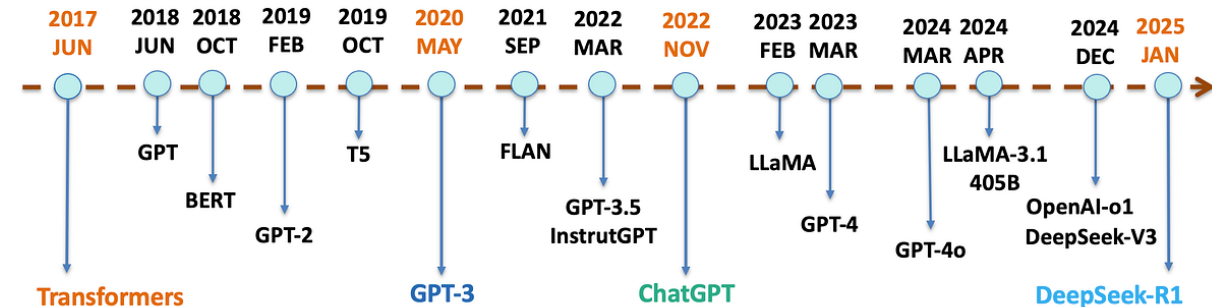 2017 JUN
2018 JUN
2018 OCT
2019 FEB
2019 OCT
2020 MAY
2021 SEP
2022 MAR
2022 NOV
2023 FEB
2023 MAR
2024 MAR
2024 APR
2024 DEC
2025 JAN
Transformers
GPT
BERT
GPT-2
T5
GPT-3
FLAN
GPT-3.5
InstrutGPT
ChatGPT
LLaMA
GPT-4
GPT-4o
LLaMA-3.1
405B
OpenAI-o1
DeepSeek-V3
DeepSeek-R1